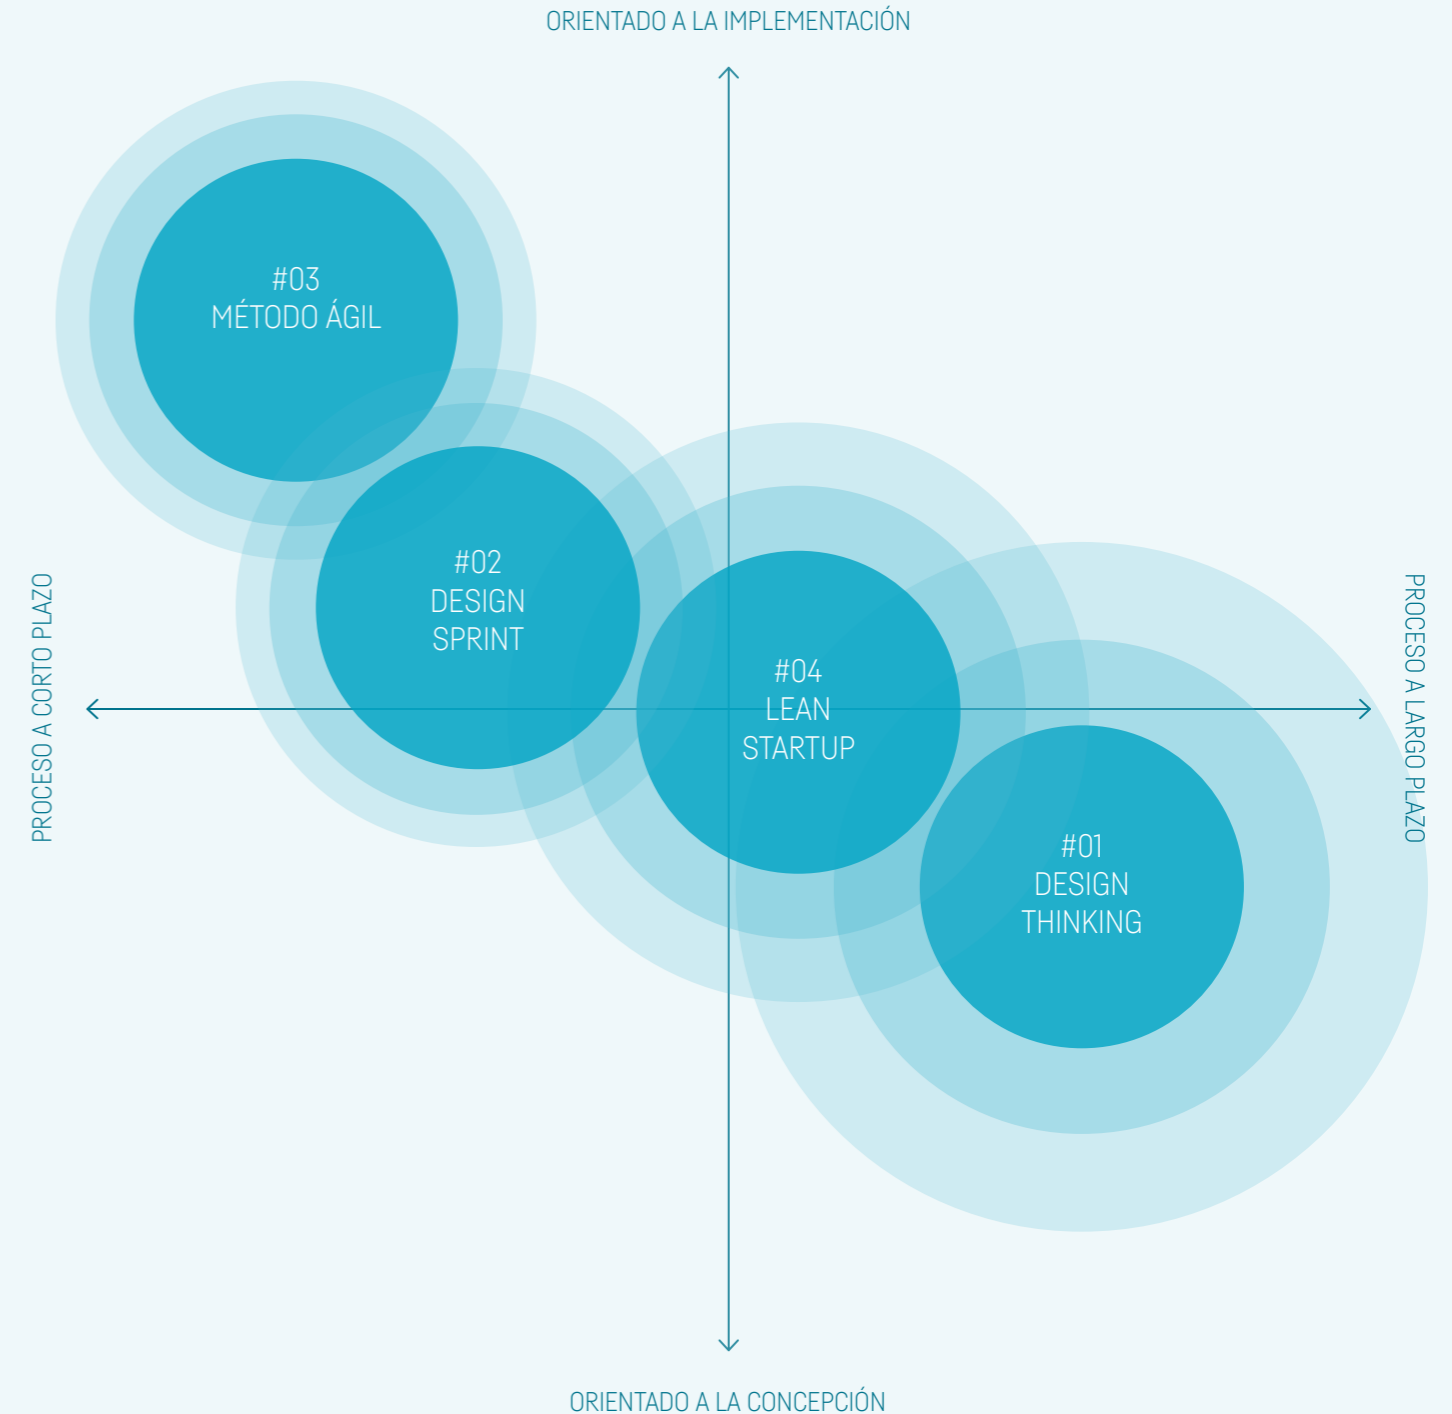 ORIENTADO A LA IMPLEMENTACIÓN
#03
MÉTODO ÁGIL
#02
DESIGN
SPRINT
PROCESO A CORTO PLAZO
#04
LEAN
STARTUP
PROCESO A LARGO PLAZO
#01
DESIGN
THINKING
ORIENTADO A LA CONCEPCIÓN